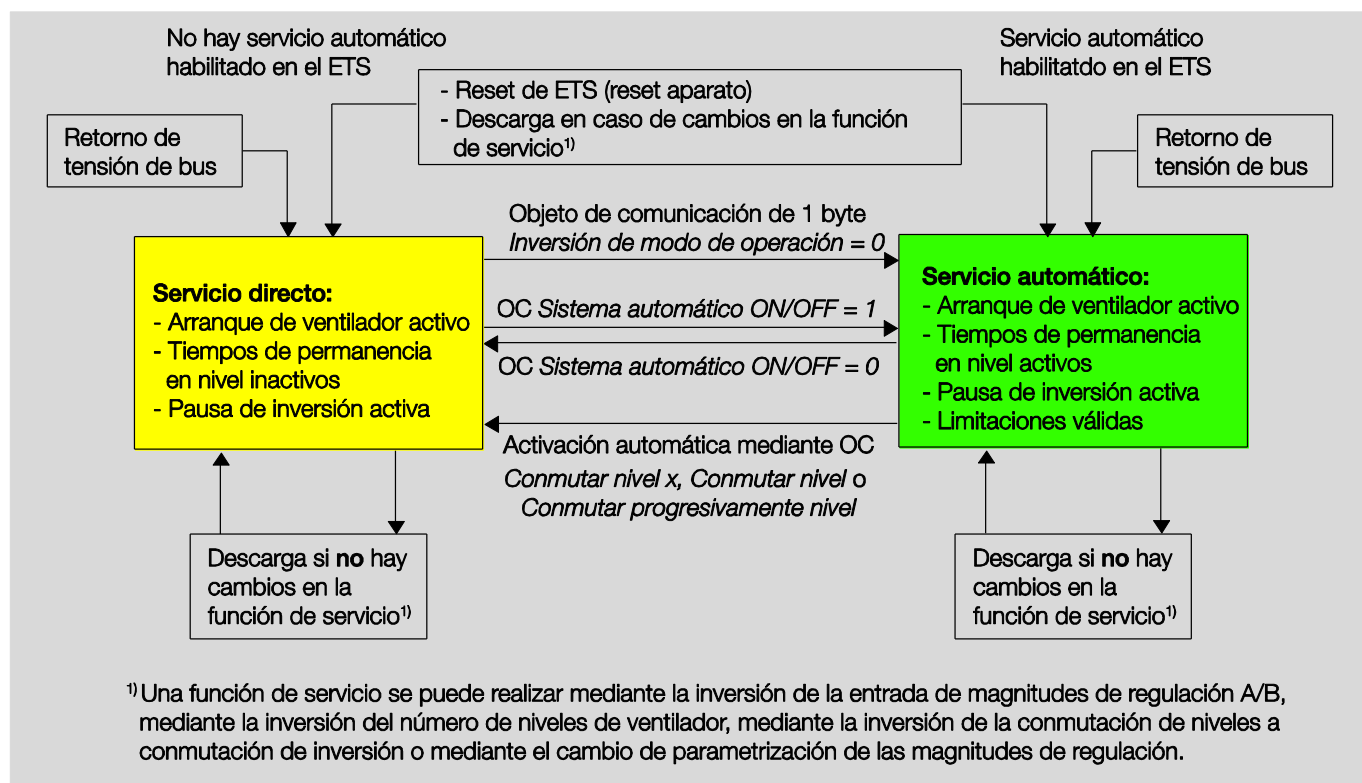 No hay servicio automático
habilitado en el ETS
Servicio automático
habilitatdo en el ETS
- Reset de ETS (reset aparato)
- Descarga en caso de cambios en la función
de servicio¹⁾
Retorno de
tensión de bus
Retorno de
tensión de bus
Objeto de comunicación de 1 byte
Inversión de modo de operación = 0
Servicio directo:
- Arranque de ventilador activo
- Tiempos de permanencia
en nivel inactivos
- Pausa de inversión activa
OC Sistema automático ON/OFF = 1
OC Sistema automático ON/OFF = 0
Servicio automático:
- Arranque de ventilador activo
- Tiempos de permanencia
en nivel activos
- Pausa de inversión activa
- Limitaciones válidas
Activación automática mediante OC
Conmutar nivel x, Conmutar nivel o
Conmutar progresivamente nivel
Descarga si no hay
cambios en la
función de servicio¹⁾
Descarga si no hay
cambios en la
función de servicio¹⁾
¹⁾ Una función de servicio se puede realizar mediante la inversión de la entrada de magnitudes de regulación A/B,
mediante la inversión del número de niveles de ventilador, mediante la inversión de la conmutación de niveles a
conmutación de inversión o mediante el cambio de parametrización de las magnitudes de regulación.